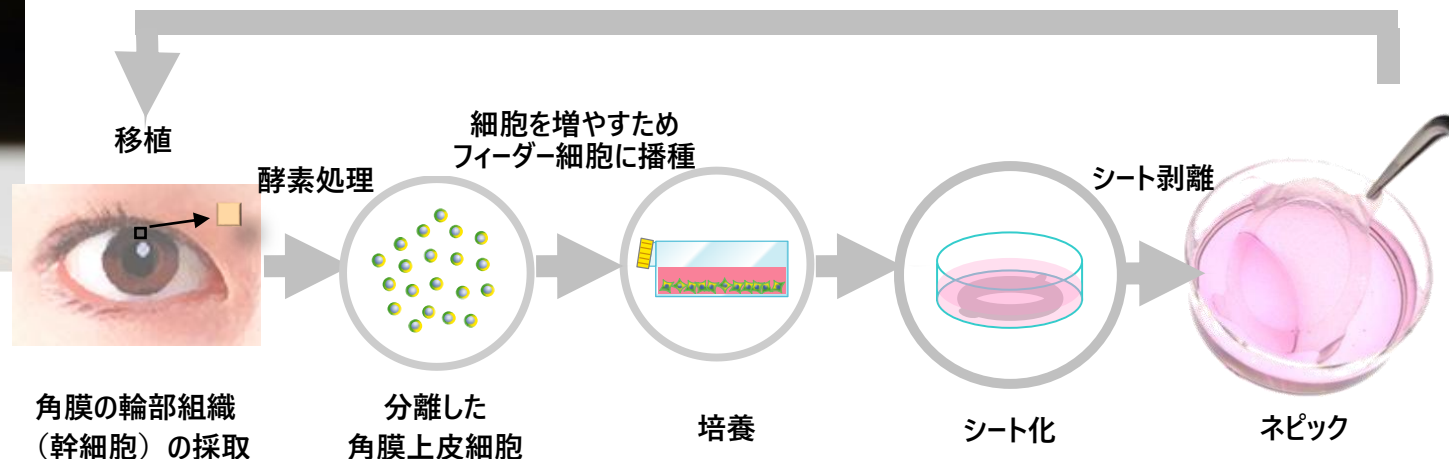 移植
酵素処理
細胞を増やすため
フィーダー細胞に播種
シート剥離
角膜の輪部組織
（幹細胞）の採取
分離した
角膜上皮細胞
培養
シート化
ネピック